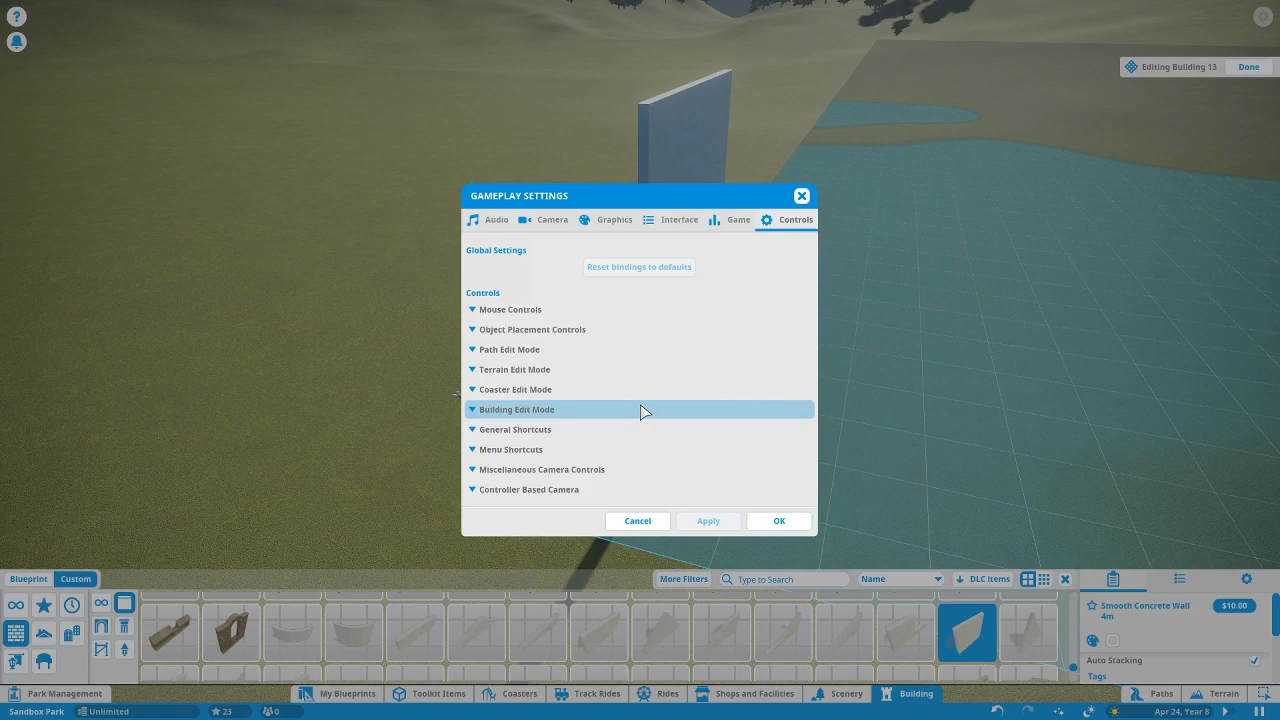 ?
Editing Building 13
Done
GAMEPLAY SETTINGS
Audio
Camera
Graphics
Interface
Game
Controls
Global Settings
Reset bindings to defaults
Controls
Mouse Controls
Object Placement Controls
Path Edit Mode
Terrain Edit Mode
Coaster Edit Mode
Building Edit Mode
General Shortcuts
Menu Shortcuts
Miscellaneous Camera Controls
Controller Based Camera
Cancel
Apply
OK
Blueprint
Custom
More Filters
Type to Search
Name
DLC Items
Smooth Concrete Wall 4m
$10.00
Auto Stacking
Tags
Park Management
My Blueprints
Toolkit Items
Coasters
Track Rides
Rides
Shops and Facilities
Scenery
Building
Paths
Terrain
Sandbox Park
Unlimited
23
0
Apr 24, Year 8